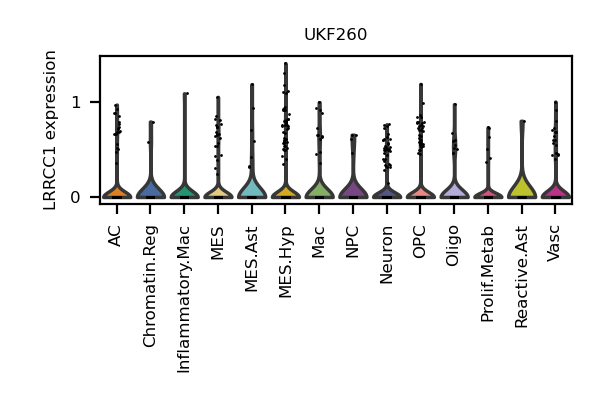 UKF260
LRRCC1 expression
1
0
AC
Chromatin.Reg
Inflammatory.Mac
MES
MES.Ast
MES.Hyp
Mac
NPC
Neuron
OPC
Oligo
Prolif.Metab
Reactive.Ast
Vasc